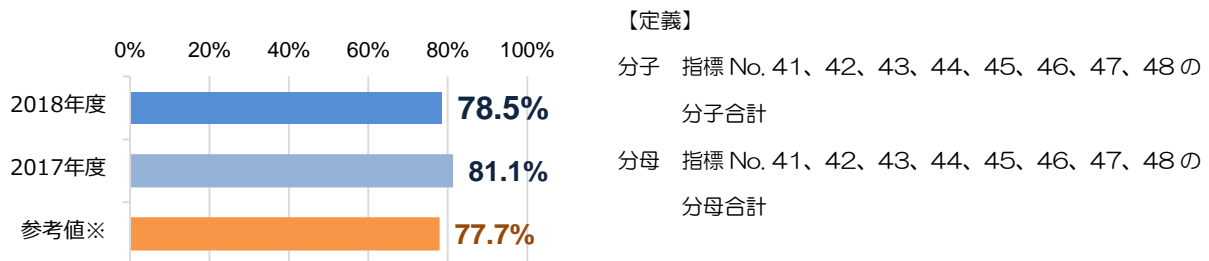 0% 20% 40% 60% 80% 100%
2018年度 78.5%
2017年度 81.1%
参考値※ 77.7%
【定義】
分子 指標 No. 41、42、43、44、45、46、47、48 の
分子合計
分母 指標 No. 41、42、43、44、45、46、47、48 の
分母合計